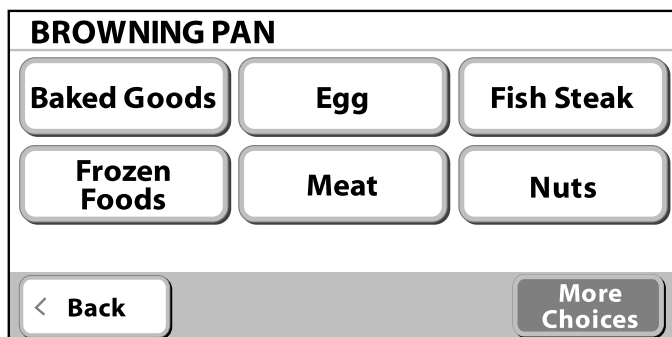 BROWNING PAN
Baked Goods
Egg
Fish Steak
Frozen
Foods
Meat
Nuts
< Back
More
Choices